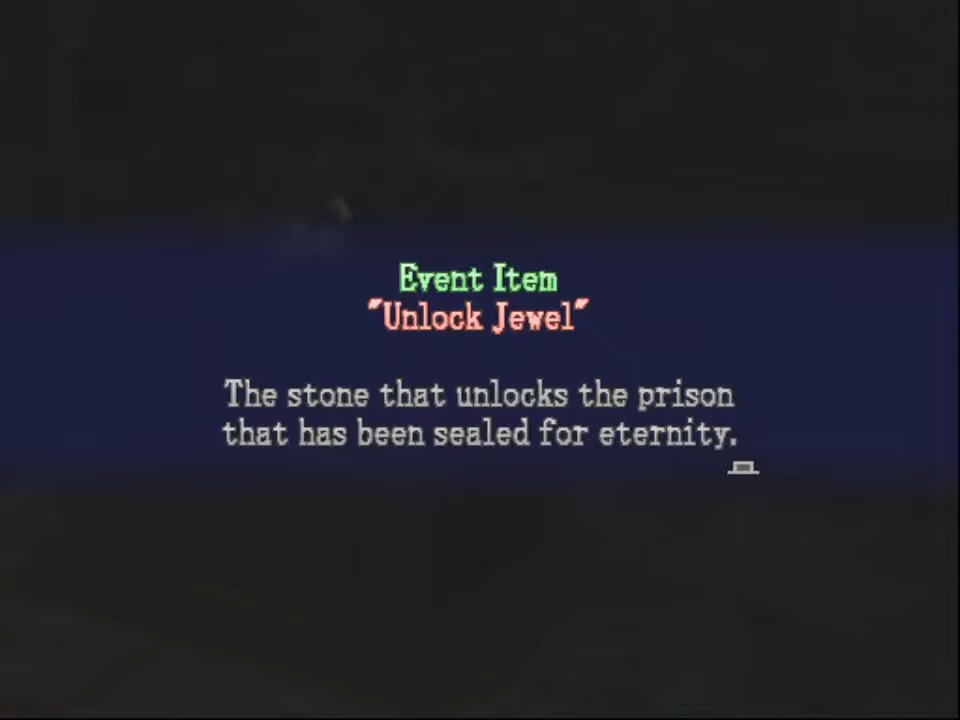 Event Item
"Unlock Jewel"
The stone that unlocks the prison
that has been sealed for eternity.